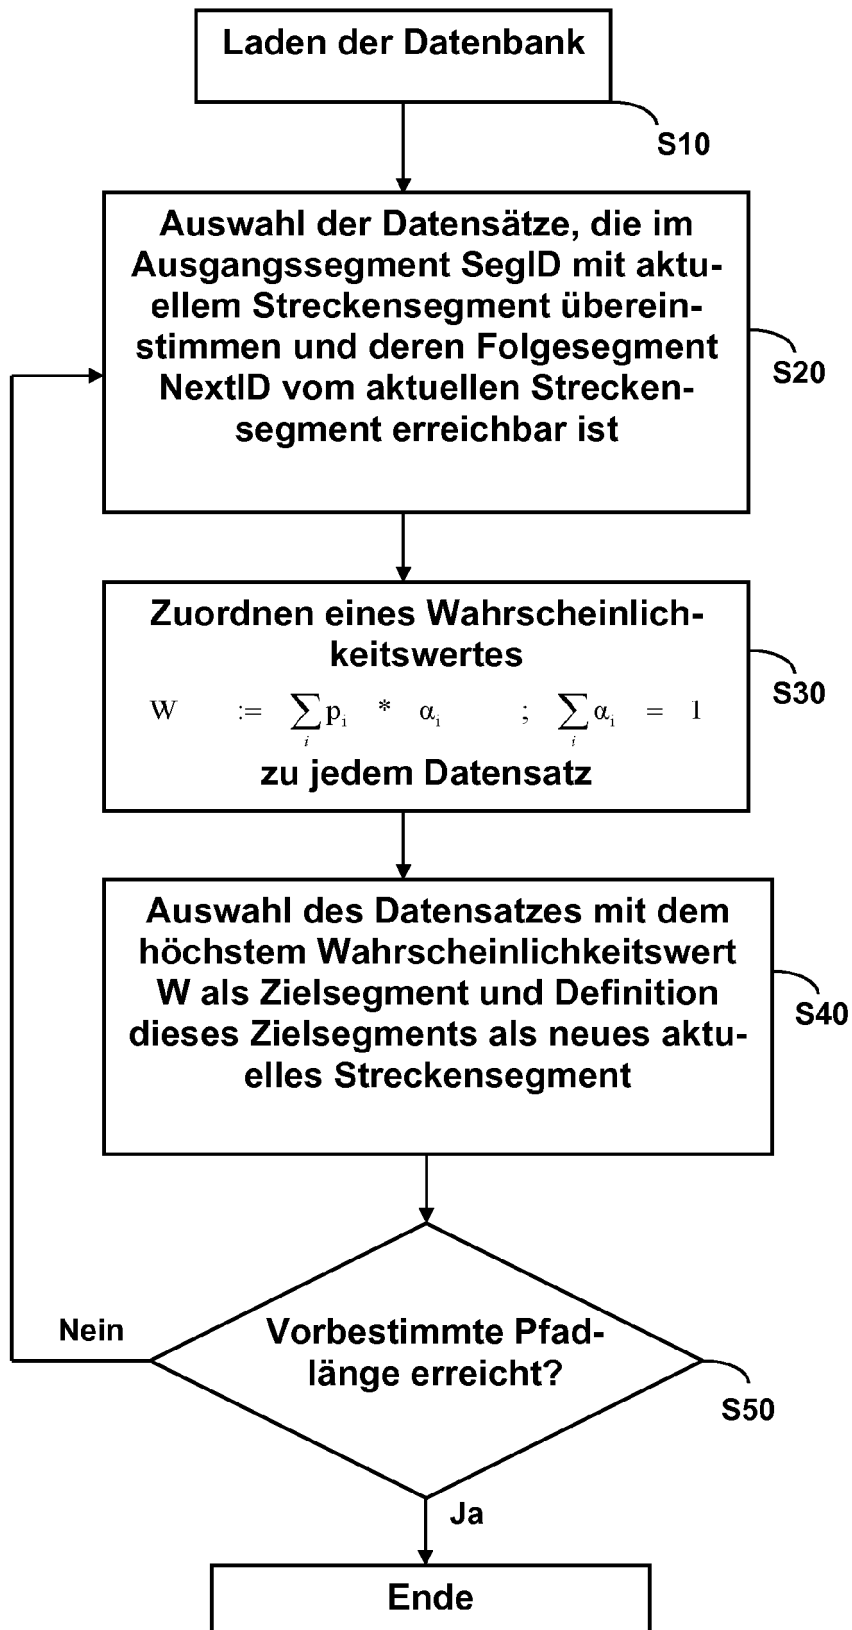 Laden der Datenbank
S10
Auswahl der Datensätze, die im
Ausgangssegment SegID mit aktu-
ellem Streckensegment überein-
stimmen und deren Folgesegment
NextID vom aktuellen Strecken-
segment erreichbar ist
S20
Zuordnen eines Wahrscheinlich-
keitswertes
W := ∑i pi * αi ; ∑i αi = 1
zu jedem Datensatz
S30
Auswahl des Datensatzes mit dem
höchstem Wahrscheinlichkeitswert
W als Zielsegment und Definition
dieses Zielsegments als neues aktu-
elles Streckensegment
S40
Nein
Vorbestimmte Pfad-
länge erreicht?
S50
Ja
Ende